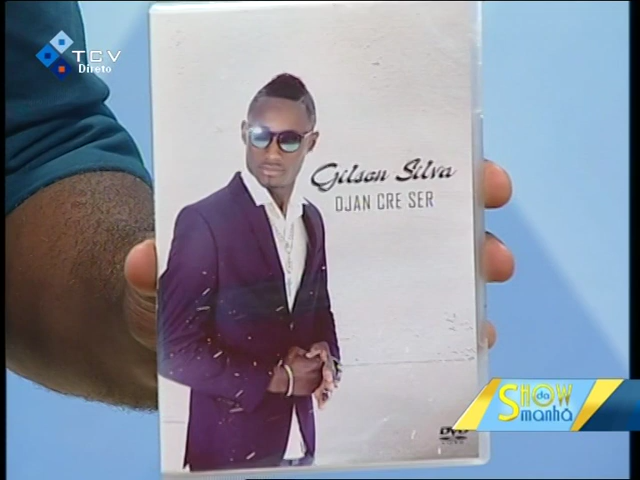 TCV
Direto
Gilson Silva
DJAN CRE SER
SHOW
da
manhã
DVD